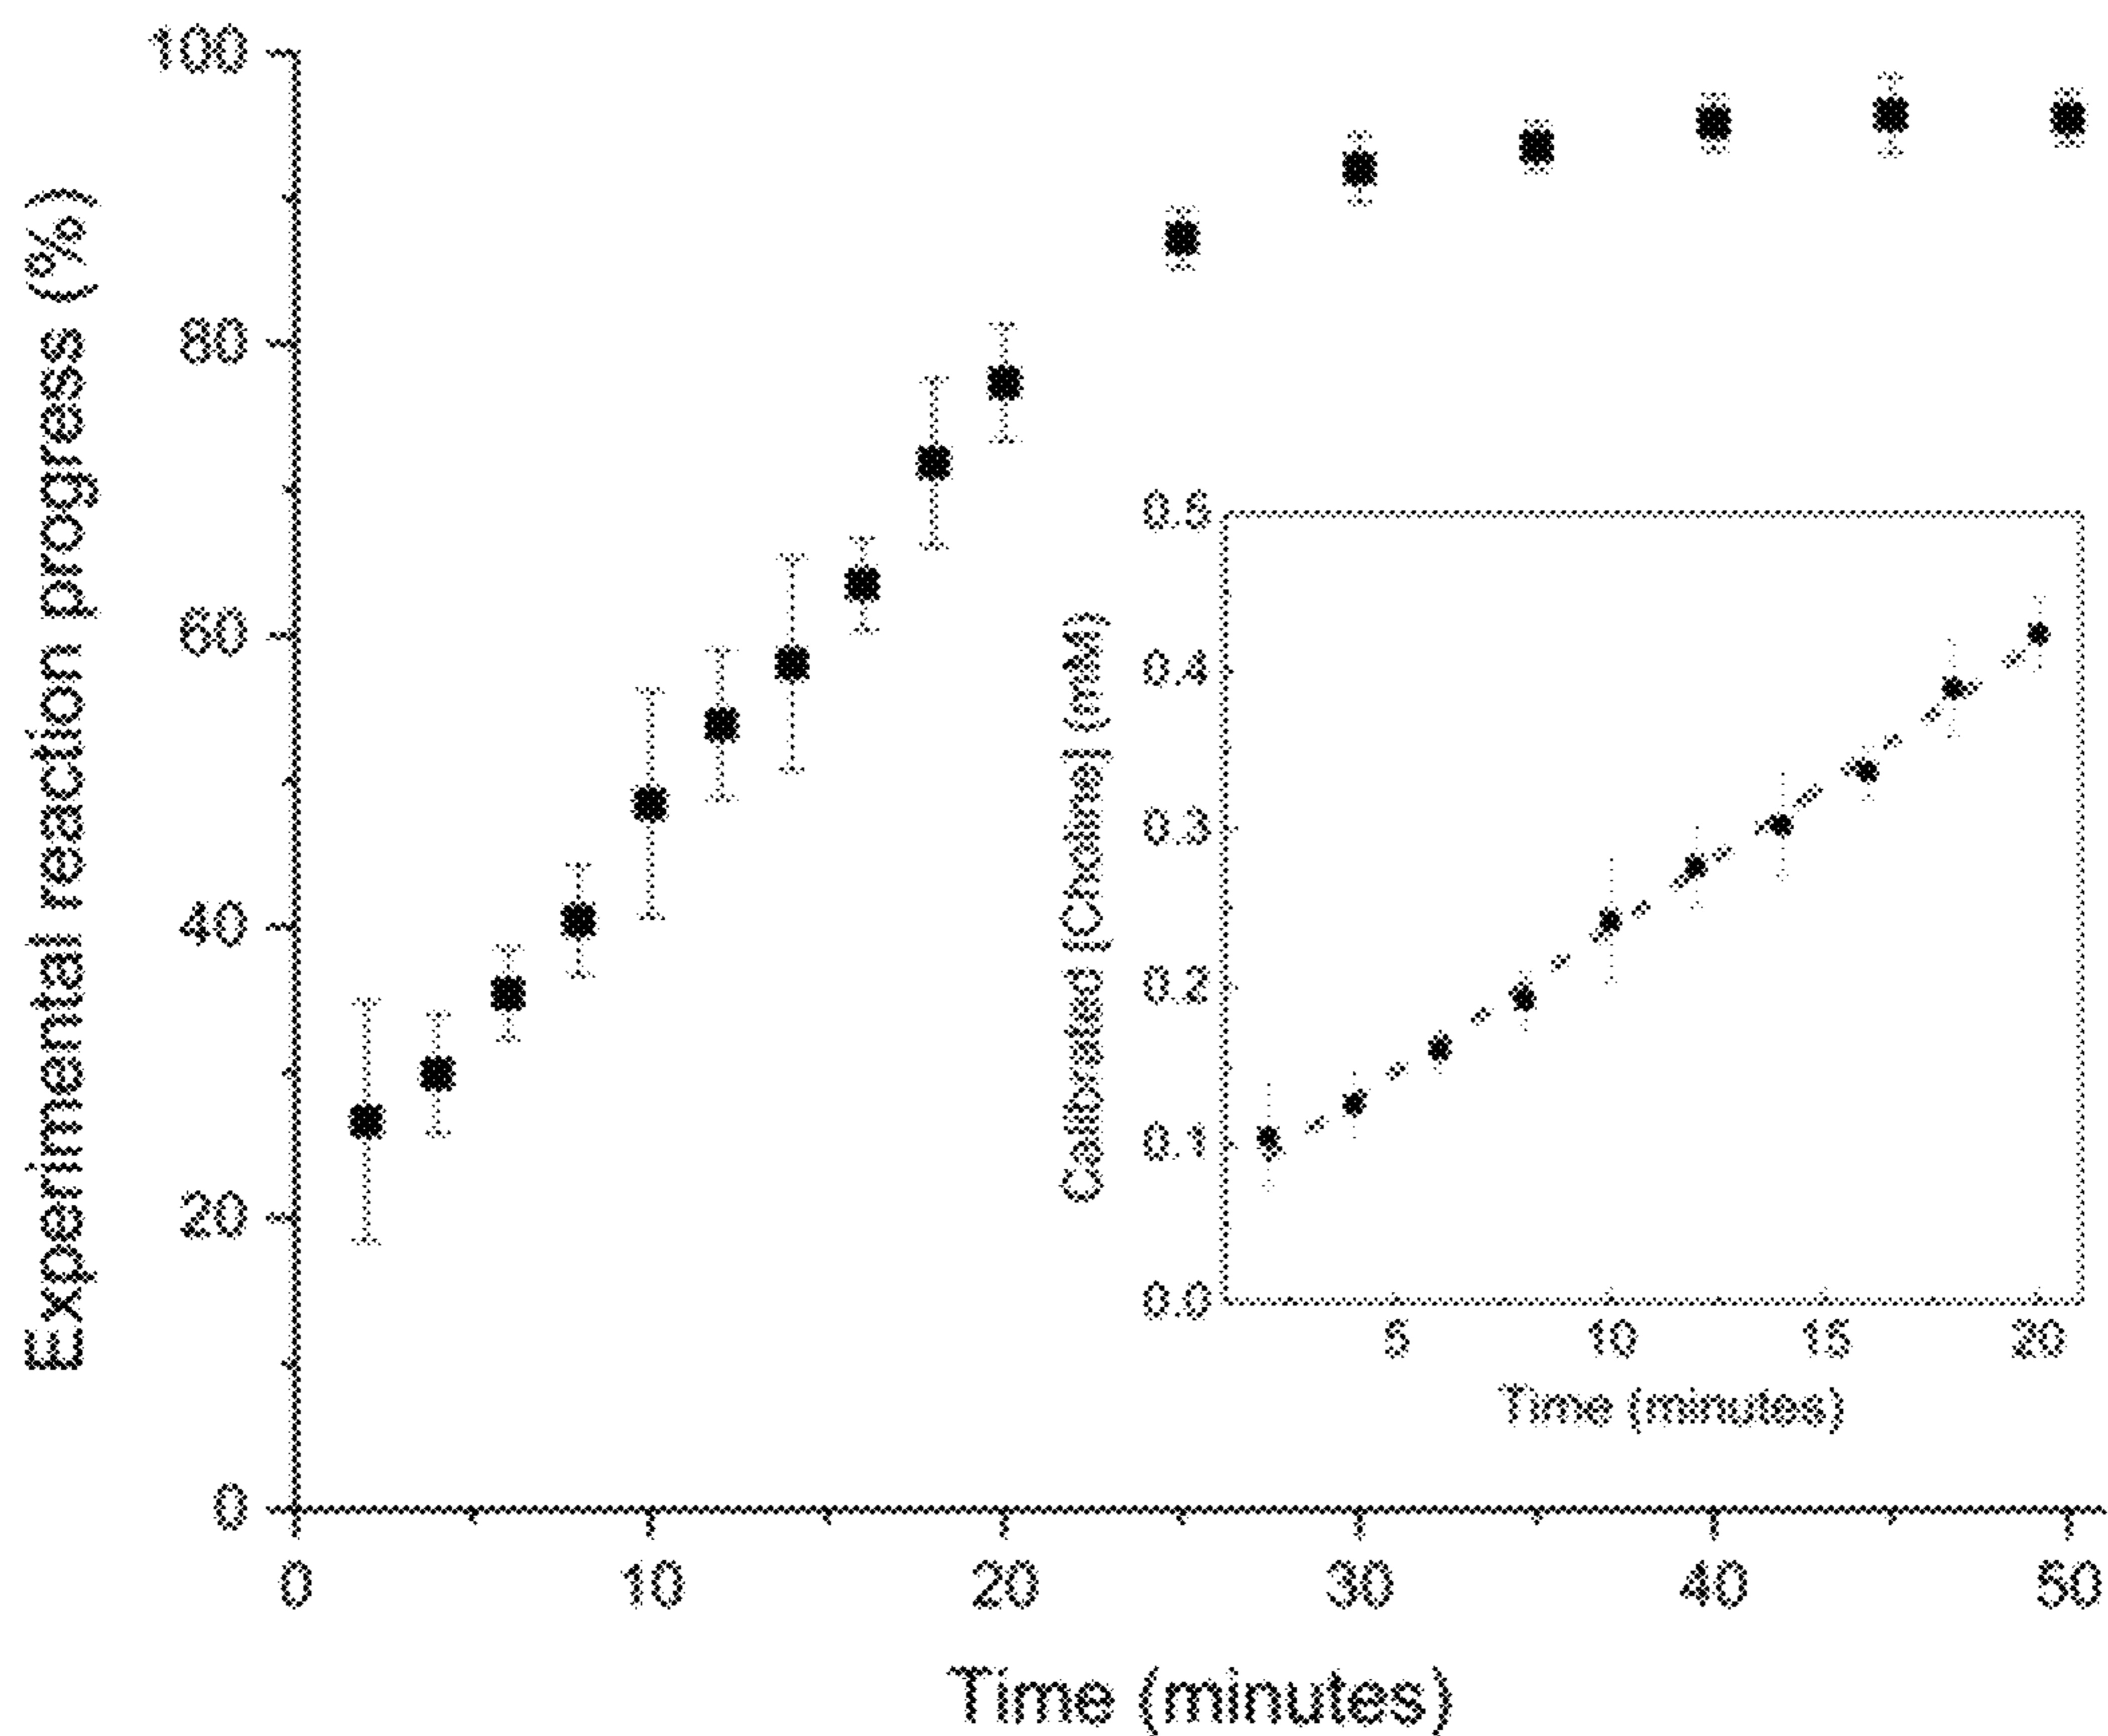 Experimental reaction progress (%)
100
80
60
40
20
0
0 10 20 30 40 50
Time (minutes)
Calibrated [Choline] (mM)
0.5
0.4
0.3
0.2
0.1
0.0
5 10 15 20
Time (minutes)